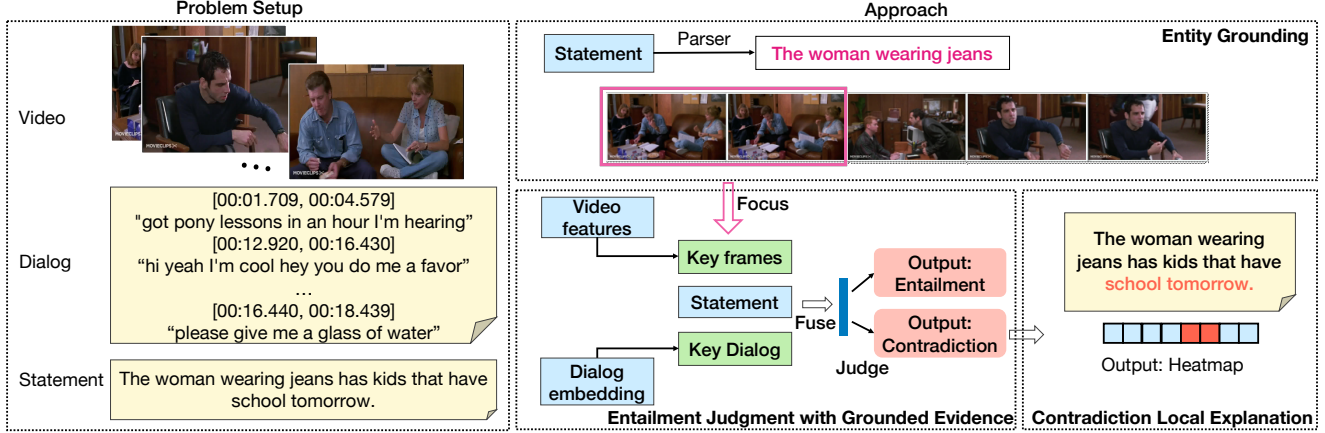 Problem Setup
Video
MOVIECLIPS
MOVIECLIPS
Dialog
[00:01.709, 00:04.579]
"got pony lessons in an hour I'm hearing”
[00:12.920, 00:16.430]
“hi yeah I'm cool hey you do me a favor”
…
[00:16.440, 00:18.439]
“please give me a glass of water”
Statement
The woman wearing jeans has kids that have
school tomorrow.
Approach
Entity Grounding
Statement
Parser
The woman wearing jeans
Focus
Video
features
Key frames
Statement
Key Dialog
Dialog
embedding
Fuse
Judge
Output:
Entailment
Output:
Contradiction
Entailment Judgment with Grounded Evidence
The woman wearing
jeans has kids that have
school tomorrow.
Output: Heatmap
Contradiction Local Explanation